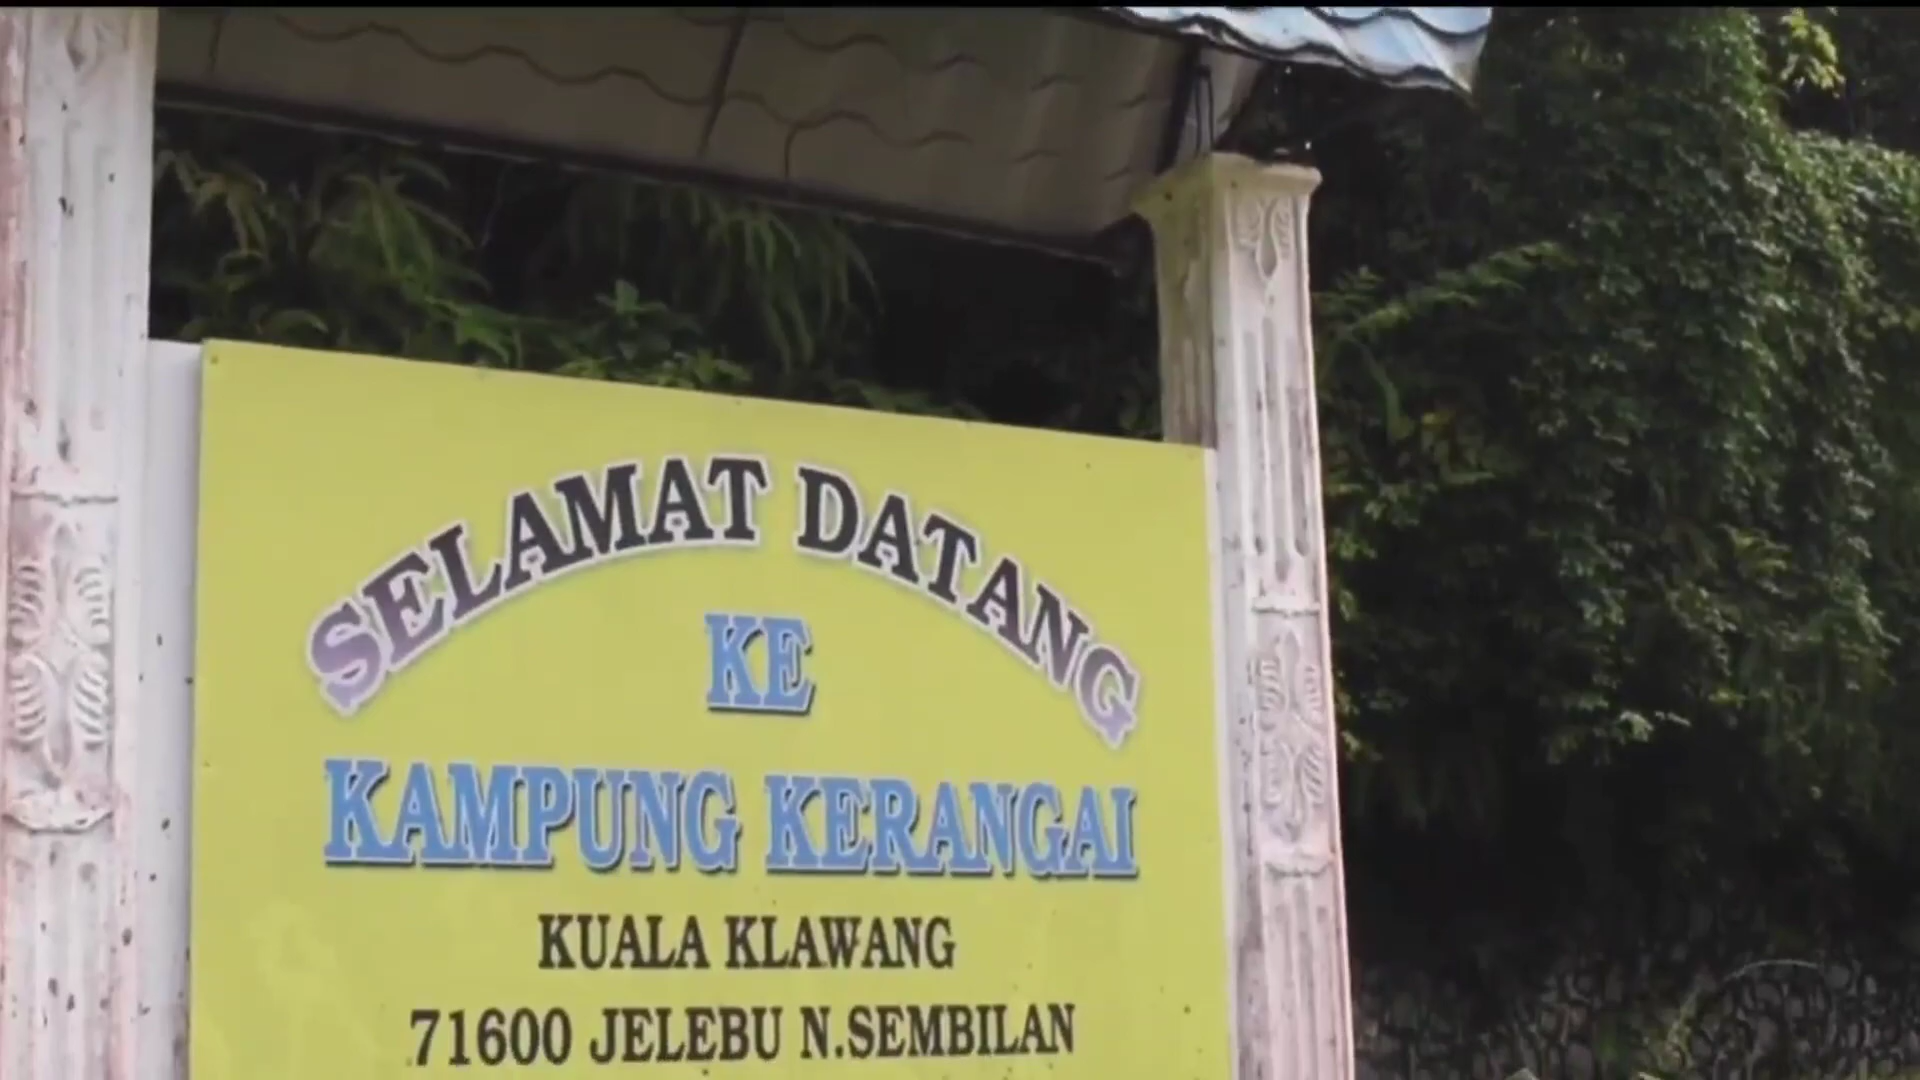 SELAMAT DATANG
KE
KAMPUNG KERANGAI
KUALA KLAWANG
71600 JELEBU N.SEMBILAN